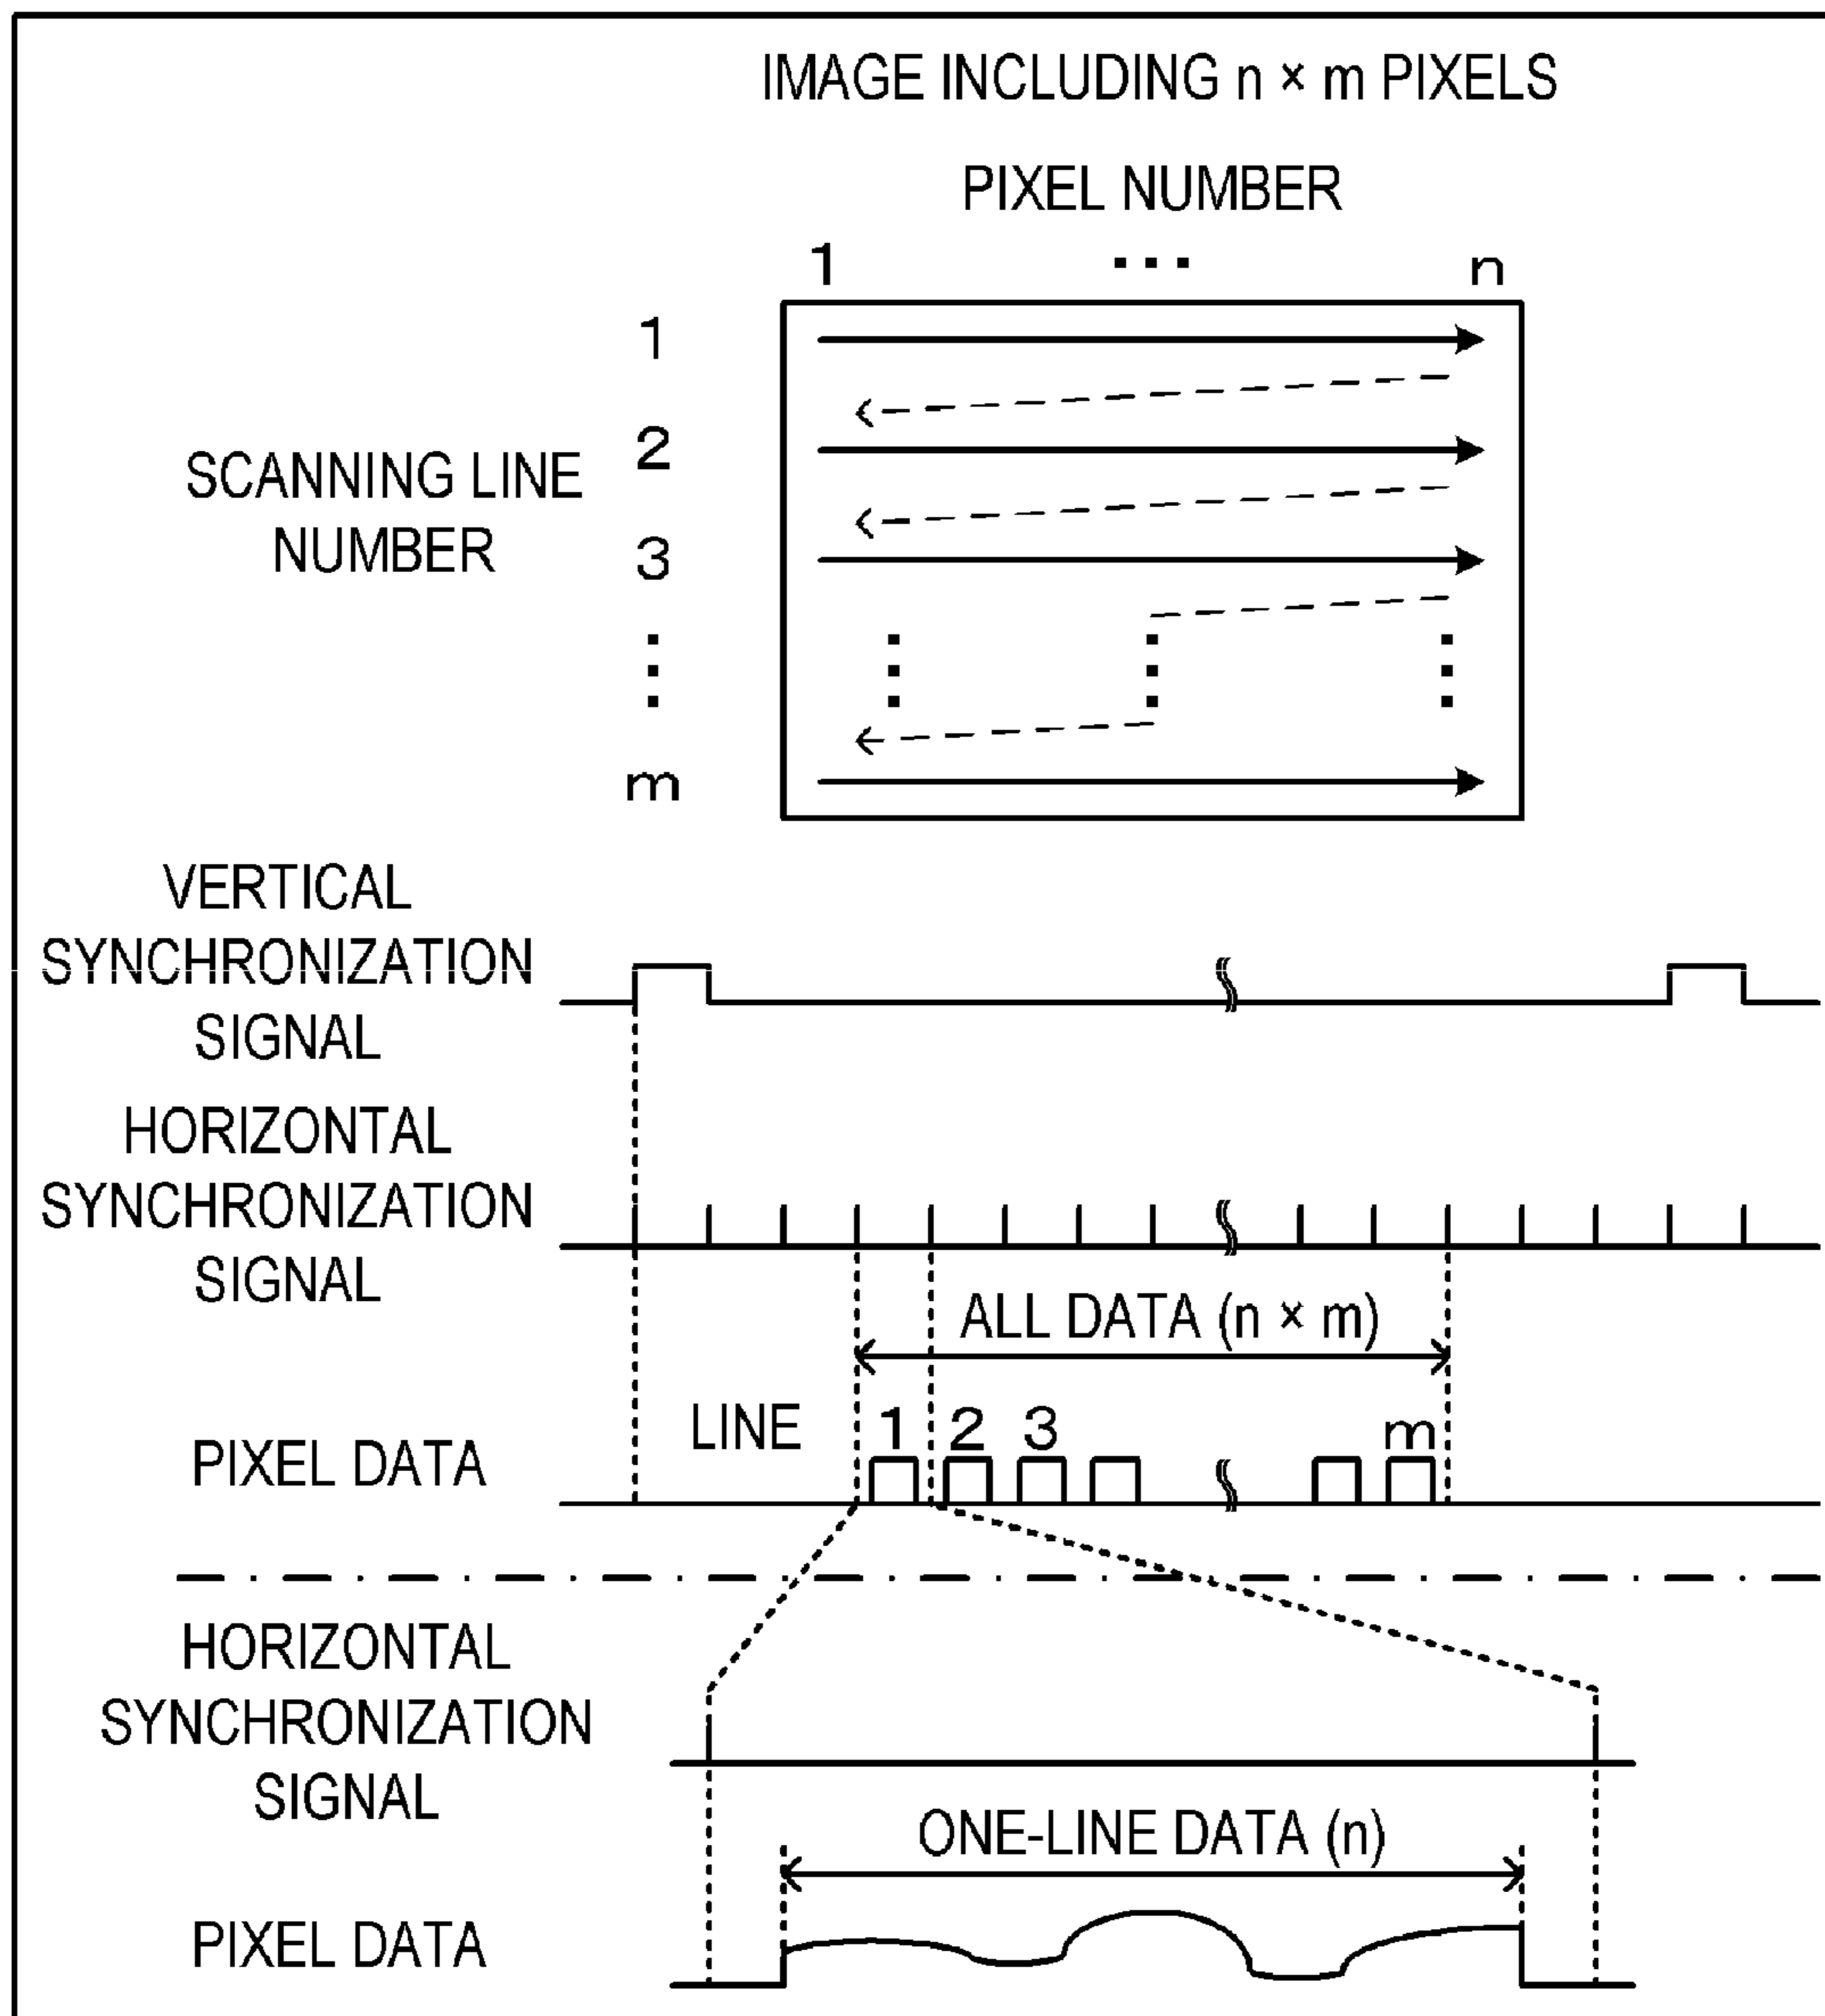 IMAGE INCLUDING n × m PIXELS
PIXEL NUMBER
1 ... n
1
2
SCANNING LINE
NUMBER
3
⋮
m
VERTICAL
SYNCHRONIZATION
SIGNAL
HORIZONTAL
SYNCHRONIZATION
SIGNAL
ALL DATA (n × m)
LINE 1 2 3 m
PIXEL DATA
HORIZONTAL
SYNCHRONIZATION
SIGNAL
ONE-LINE DATA (n)
PIXEL DATA